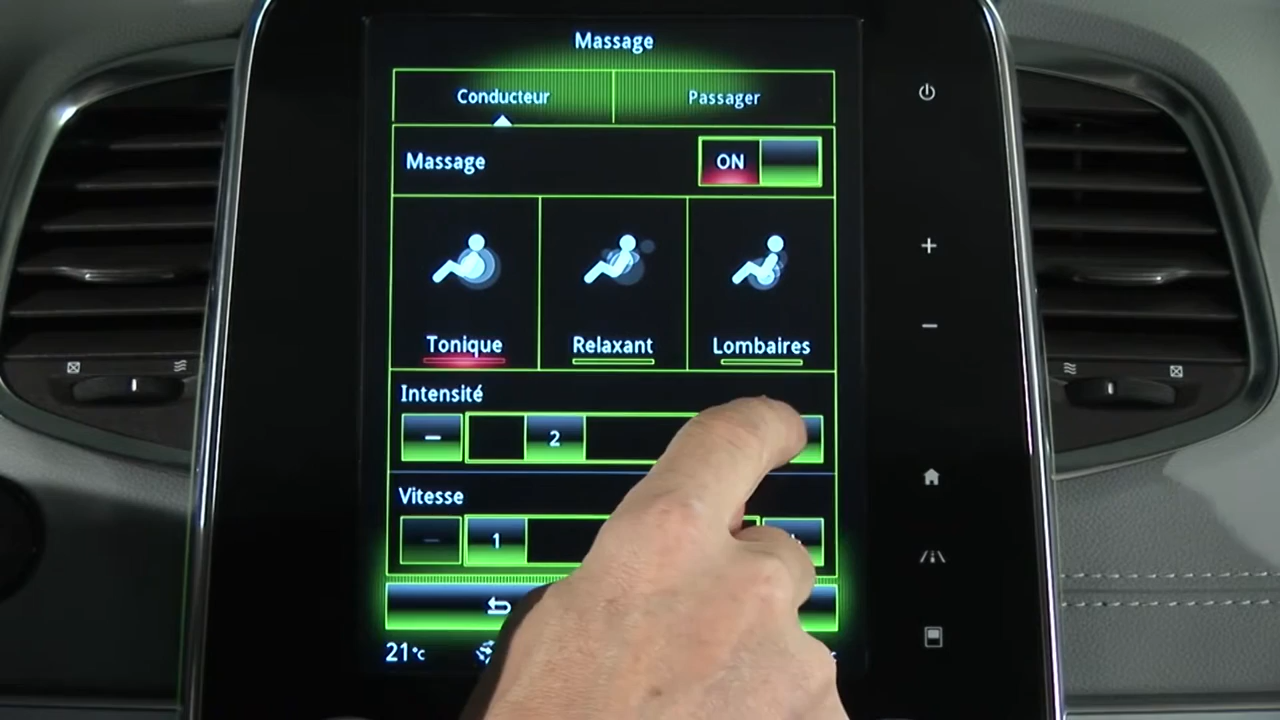 Massage
Conducteur Passager
Massage ON
Tonique Relaxant Lombaires
Intensité
− 2
Vitesse
− 1
21°C